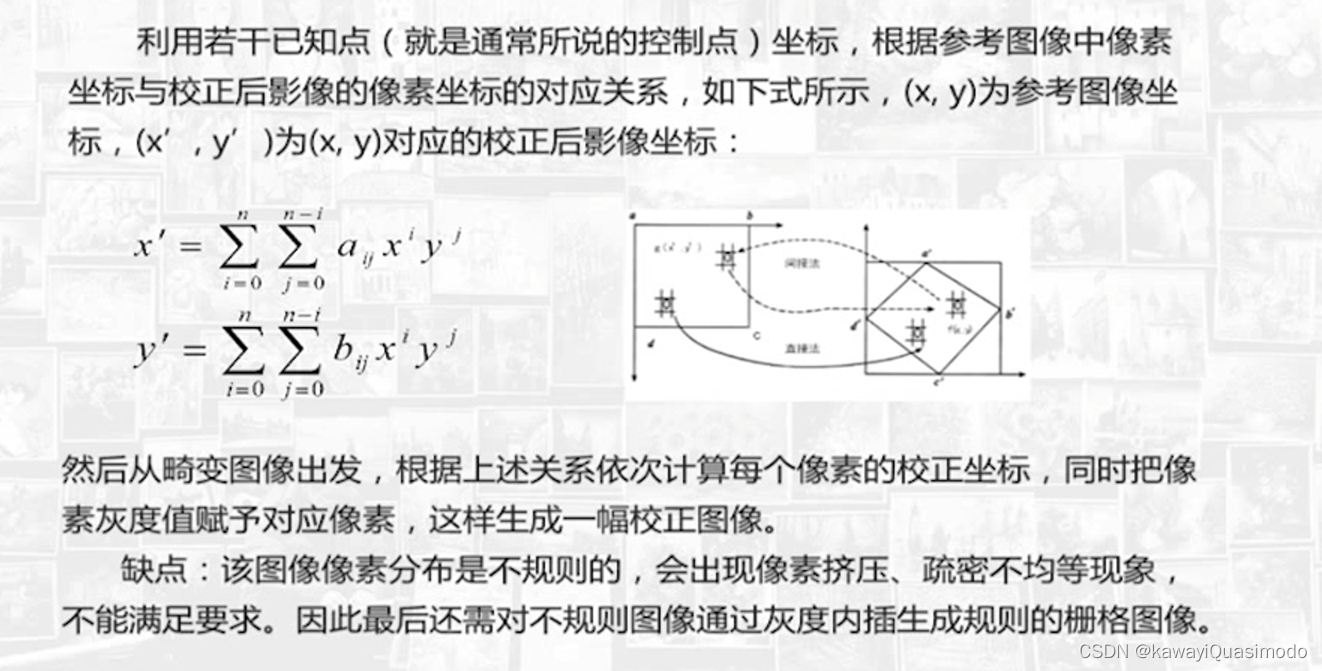 利用若干已知点（就是通常所说的控制点）坐标，根据参考图像中像素
坐标与校正后影像的像素坐标的对应关系，如下式所示，(x, y)为参考图像坐
标，(x′ , y′ )为(x, y)对应的校正后影像坐标：
x′ = ∑_{i=0}^{n} ∑_{j=0}^{n-i} a_{ij} x^i y^j
y′ = ∑_{i=0}^{n} ∑_{j=0}^{n-i} b_{ij} x^i y^j
a b
间接法
a′
b′
d′
d
C
直接法
c′
然后从畸变图像出发，根据上述关系依次计算每个像素的校正坐标，同时把像
素灰度值赋予对应像素，这样生成一幅校正图像。
缺点：该图像像素分布是不规则的，会出现像素挤压、疏密不均等现象，
不能满足要求。因此最后还需对不规则图像通过灰度内插生成规则的栅格图像。
CSDN @kawayiQuasimodo